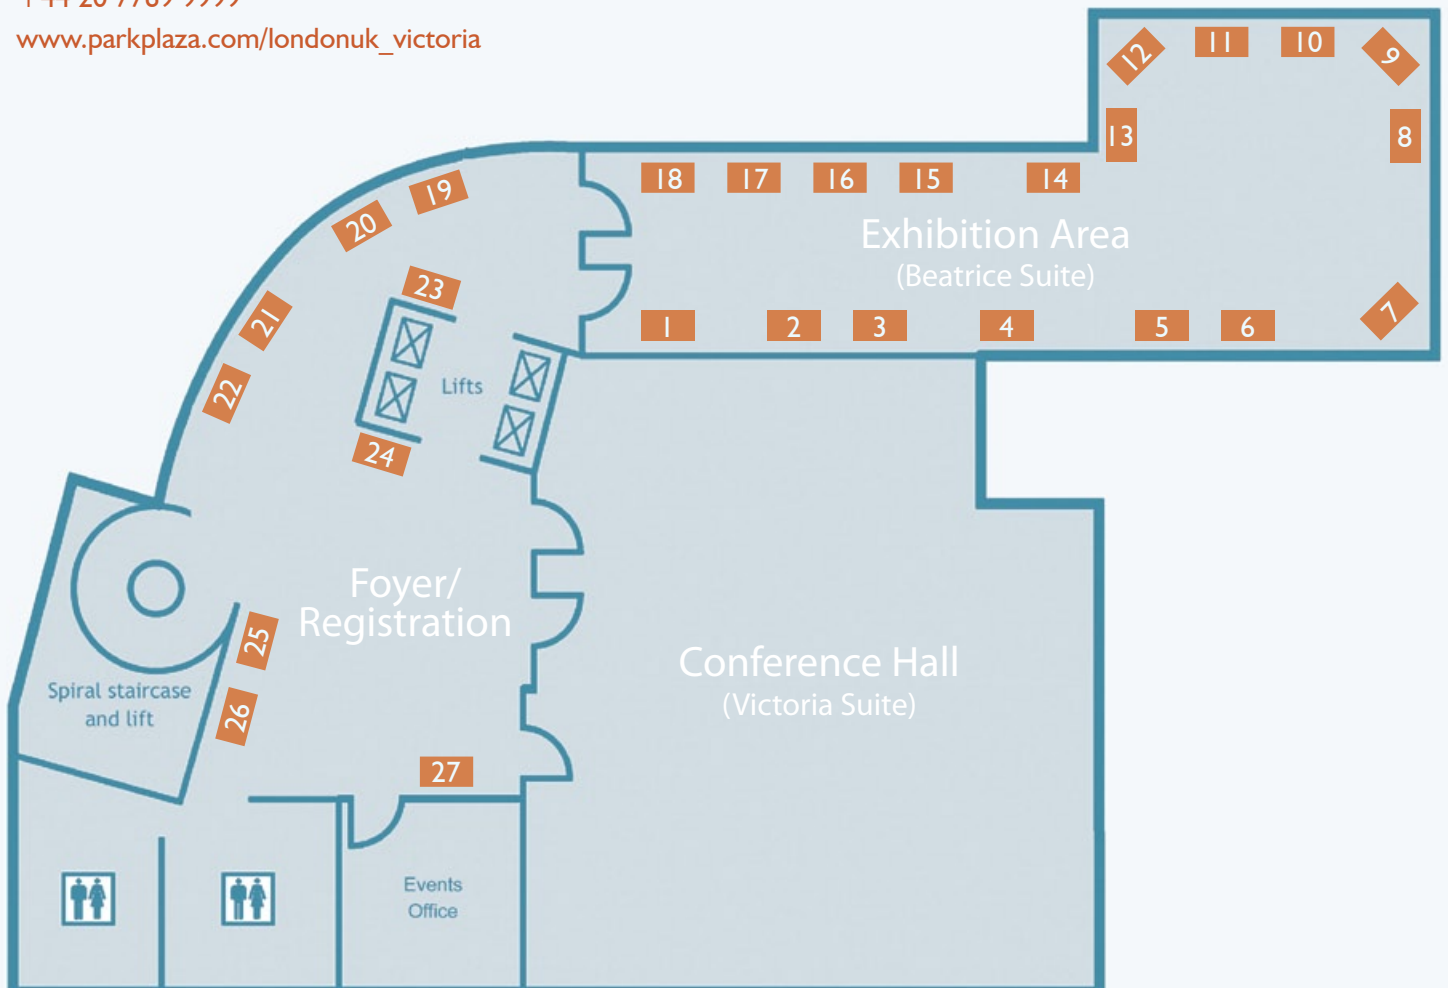 www.parkplaza.com/londonuk_victoria
12
11
10
9
13
8
18
17
16
15
14
19
20
Exhibition Area
(Beatrice Suite)
23
21
1
2
3
4
5
6
7
22
Lifts
24
Foyer/
Registration
25
Conference Hall
(Victoria Suite)
Spiral staircase
and lift
26
27
Events
Office